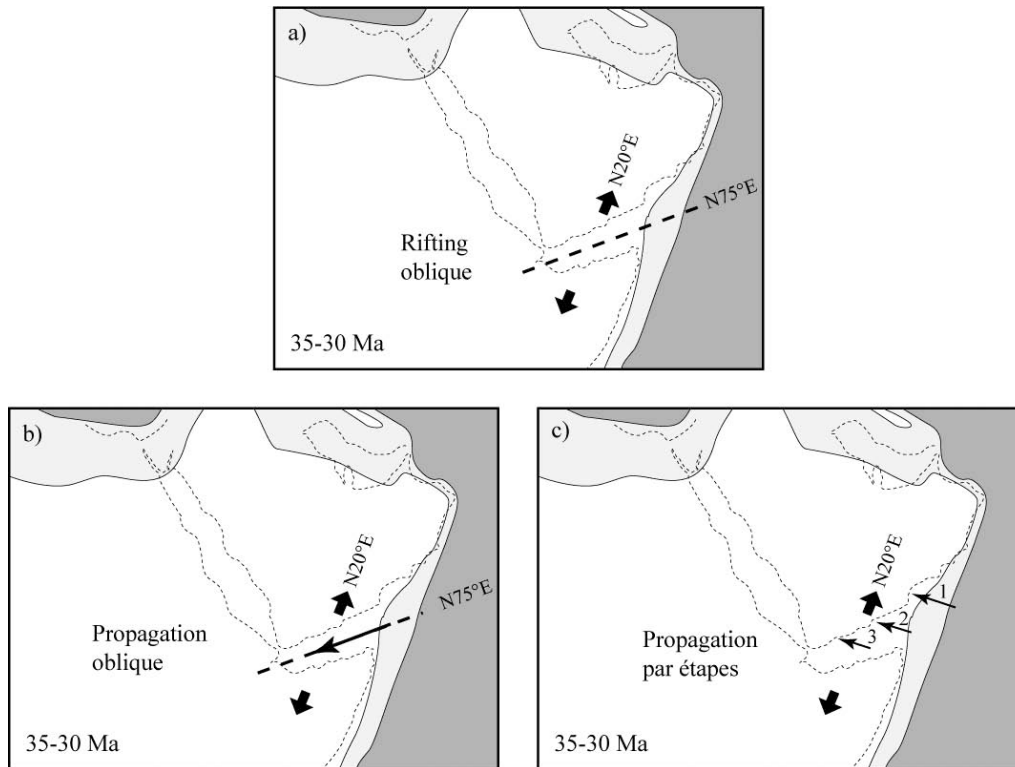 a)
N20°E
N75°E
Rifting
oblique
35-30 Ma
b)
N20°E
N75°E
Propagation
oblique
35-30 Ma
c)
N20°E
1
2
3
Propagation
par étapes
35-30 Ma